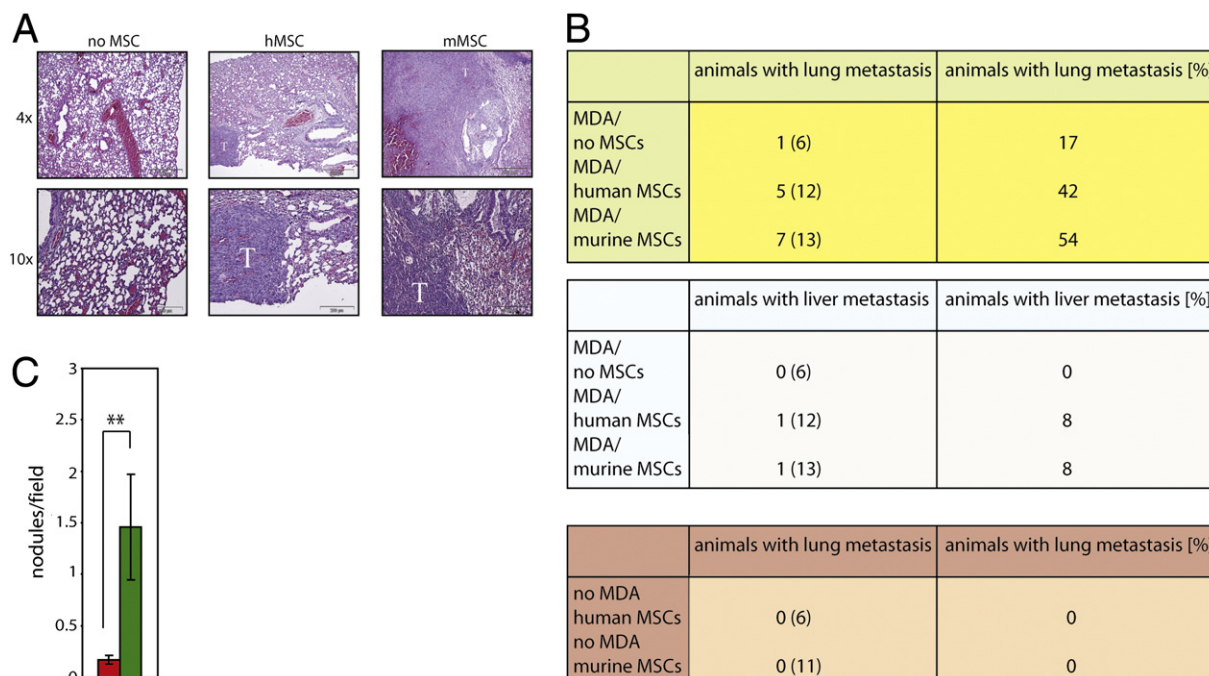 A
no MSC
hMSC
mMSC
4x
T
T
10x
T
T
B
animals with lung metastasis
animals with lung metastasis [%]
MDA/
no MSCs
1 (6)
17
MDA/
human MSCs
5 (12)
42
MDA/
murine MSCs
7 (13)
54
animals with liver metastasis
animals with liver metastasis [%]
MDA/
no MSCs
0 (6)
0
MDA/
human MSCs
1 (12)
8
MDA/
murine MSCs
1 (13)
8
animals with lung metastasis
animals with lung metastasis [%]
no MDA
human MSCs
0 (6)
0
no MDA
murine MSCs
0 (11)
0
C
nodules/field
3
2.5
2
1.5
1
0.5
0
**